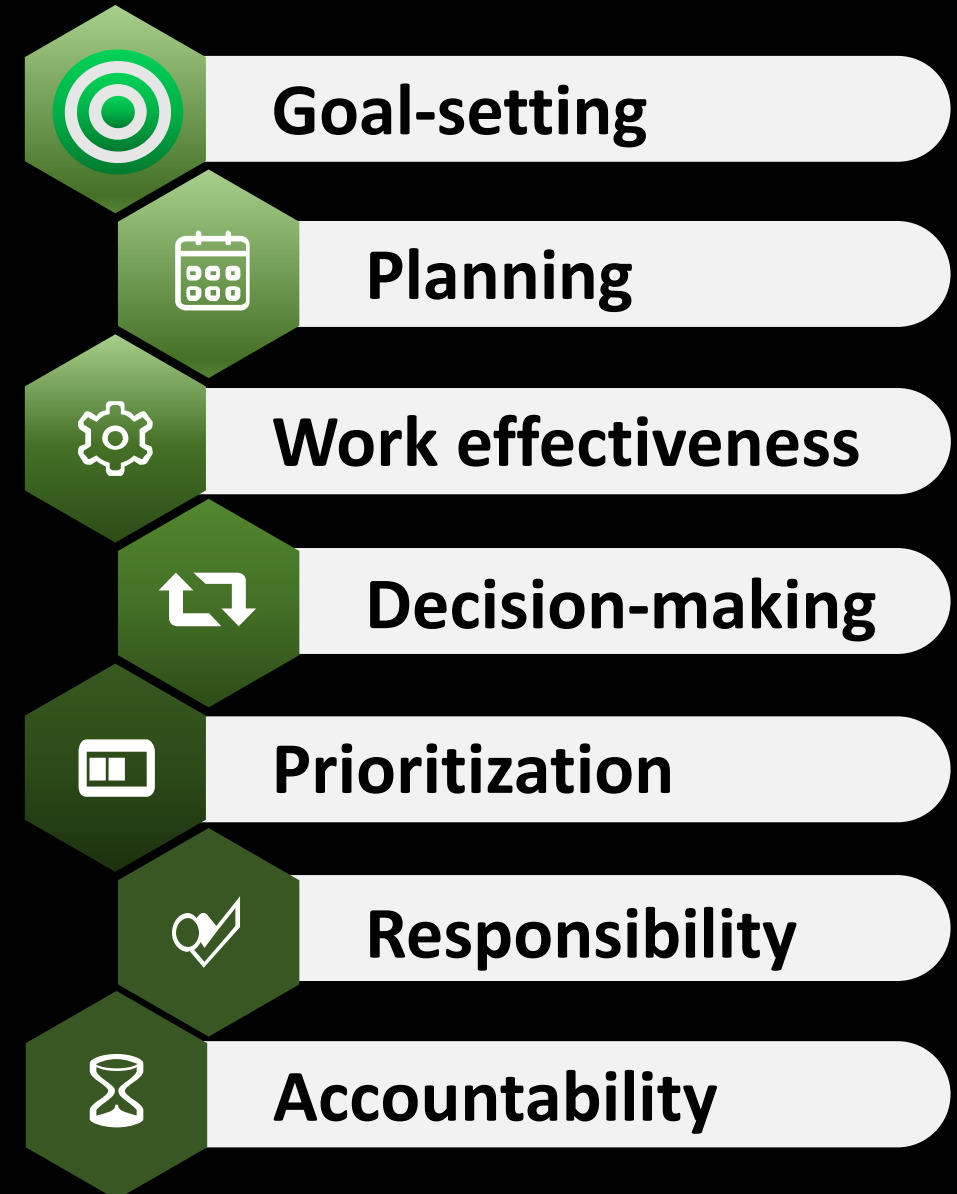 Goal-setting
Planning
Work effectiveness
Decision-making
Prioritization
Responsibility
Accountability